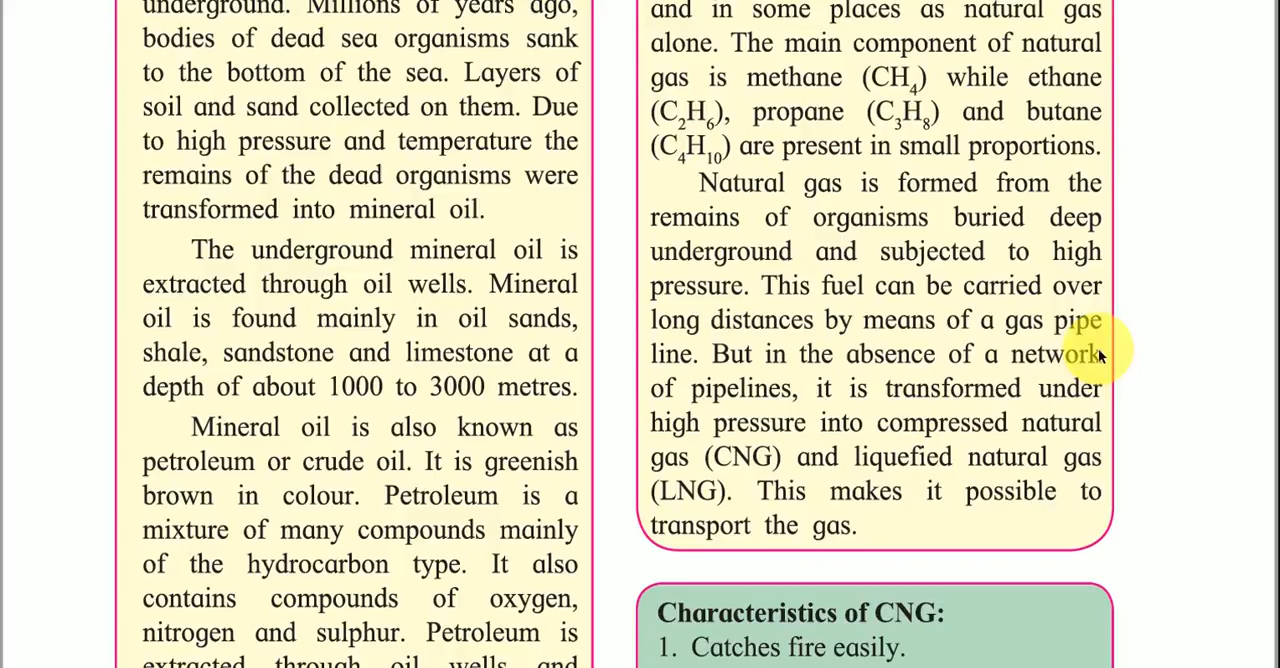 underground. Millions of years ago,
bodies of dead sea organisms sank
to the bottom of the sea. Layers of
soil and sand collected on them. Due
to high pressure and temperature the
remains of the dead organisms were
transformed into mineral oil.
The underground mineral oil is
extracted through oil wells. Mineral
oil is found mainly in oil sands,
shale, sandstone and limestone at a
depth of about 1000 to 3000 metres.
Mineral oil is also known as
petroleum or crude oil. It is greenish
brown in colour. Petroleum is a
mixture of many compounds mainly
of the hydrocarbon type. It also
contains compounds of oxygen,
nitrogen and sulphur. Petroleum is
extracted through oil wells and
and in some places as natural gas
alone. The main component of natural
gas is methane (CH₄) while ethane
(C₂H₆), propane (C₃H₈) and butane
(C₄H₁₀) are present in small proportions.
Natural gas is formed from the
remains of organisms buried deep
underground and subjected to high
pressure. This fuel can be carried over
long distances by means of a gas pipe
line. But in the absence of a network
of pipelines, it is transformed under
high pressure into compressed natural
gas (CNG) and liquefied natural gas
(LNG). This makes it possible to
transport the gas.
Characteristics of CNG:
1. Catches fire easily.